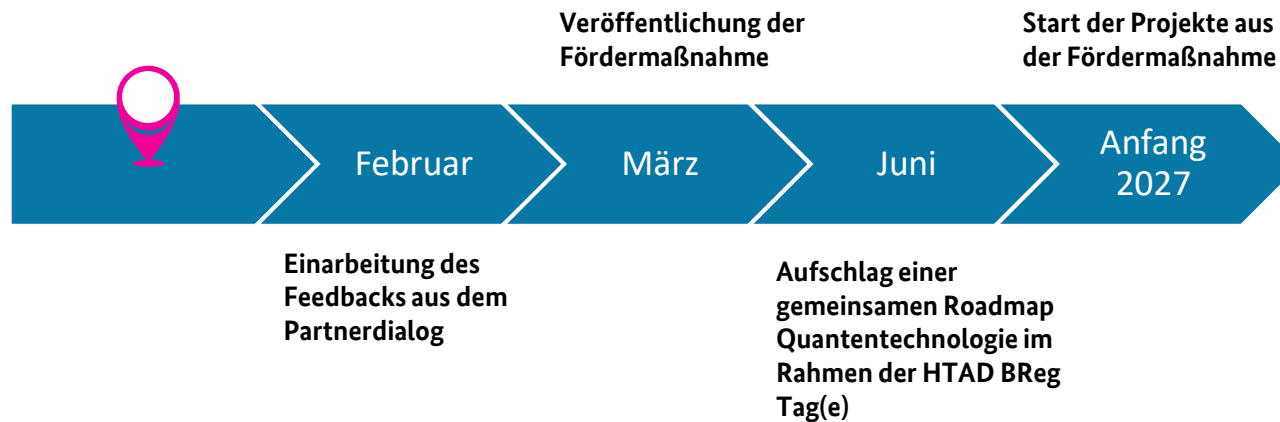 Veröffentlichung der
Fördermaßnahme
Start der Projekte aus
der Fördermaßnahme
Februar
März
Juni
Anfang
2027
Einarbeitung des
Feedbacks aus dem
Partnerdialog
Aufschlag einer
gemeinsamen Roadmap
Quantentechnologie im
Rahmen der HTAD BReg
Tag(e)